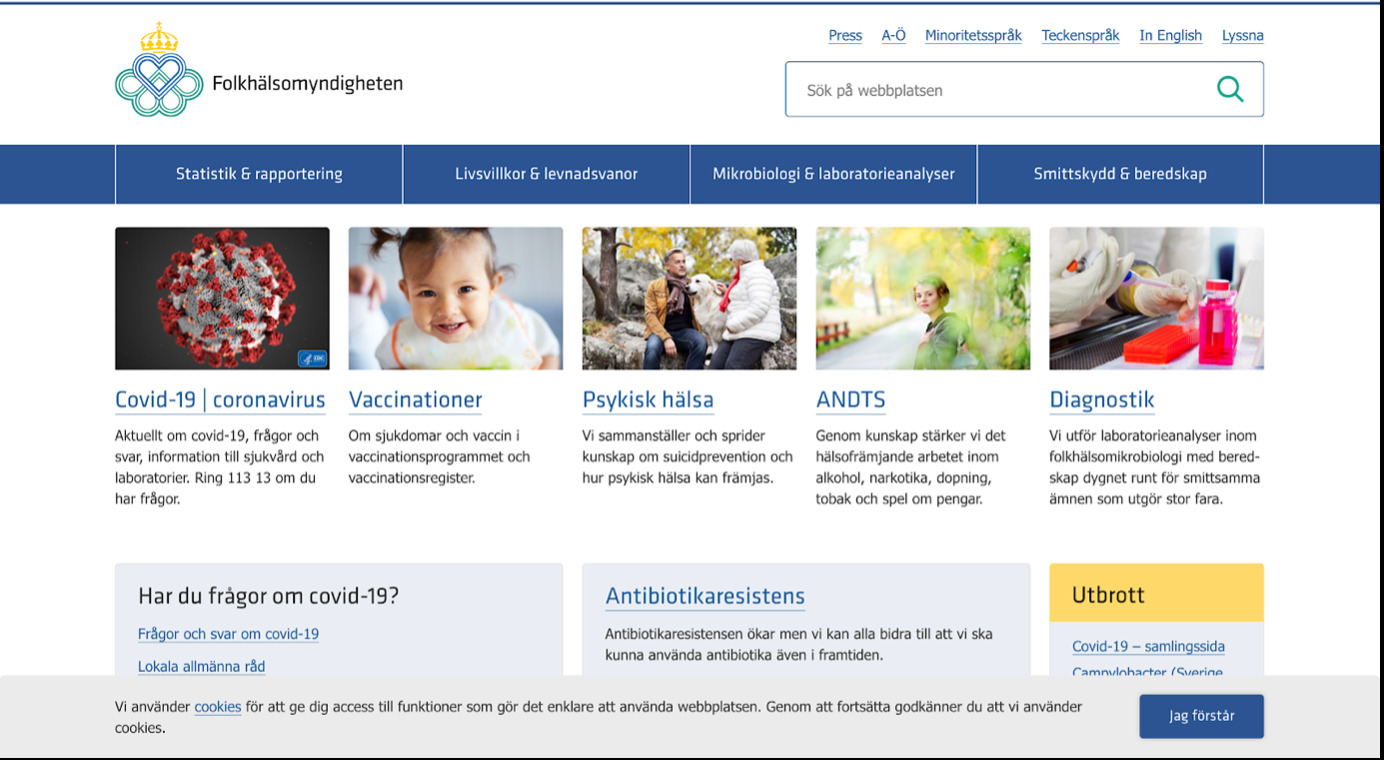 Press A-Ö Minoritetsspråk Teckenspråk In English Lyssna
Folkhälsomyndigheten
Sök på webbplatsen
Statistik & rapportering
Livsvillkor & levnadsvanor
Mikrobiologi & laboratorieanalyser
Smittskydd & beredskap
CDC
Covid-19 | coronavirus
Aktuellt om covid-19, frågor och
svar, information till sjukvård och
laboratorier. Ring 113 13 om du
har frågor.
Vaccinationer
Om sjukdomar och vaccin i
vaccinationsprogrammet och
vaccinationsregister.
Psykisk hälsa
Vi sammanställer och sprider
kunskap om suicidprevention och
hur psykisk hälsa kan främjas.
ANDTS
Genom kunskap stärker vi det
hälsofrämjande arbetet inom
alkohol, narkotika, dopning,
tobak och spel om pengar.
Diagnostik
Vi utför laboratorieanalyser inom
folkhälsomikrobiologi med bered-
skap dygnet runt för smittsamma
ämnen som utgör stor fara.
Har du frågor om covid-19?
Frågor och svar om covid-19
Lokala allmänna råd
Antibiotikaresistens
Antibiotikaresistensen ökar men vi kan alla bidra till att vi ska
kunna använda antibiotika även i framtiden.
Utbrott
Covid-19 – samlingssida
Campylobacter (Sverige
Vi använder cookies för att ge dig access till funktioner som gör det enklare att använda webbplatsen. Genom att fortsätta godkänner du att vi använder
cookies.
Jag förstår